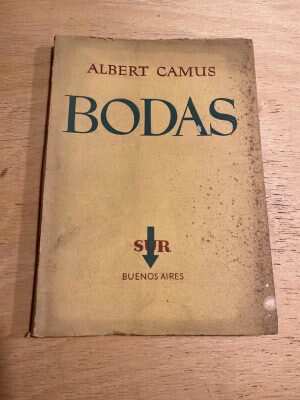 ALBERT CAMUS
BODAS
SUR
BUENOS AIRES